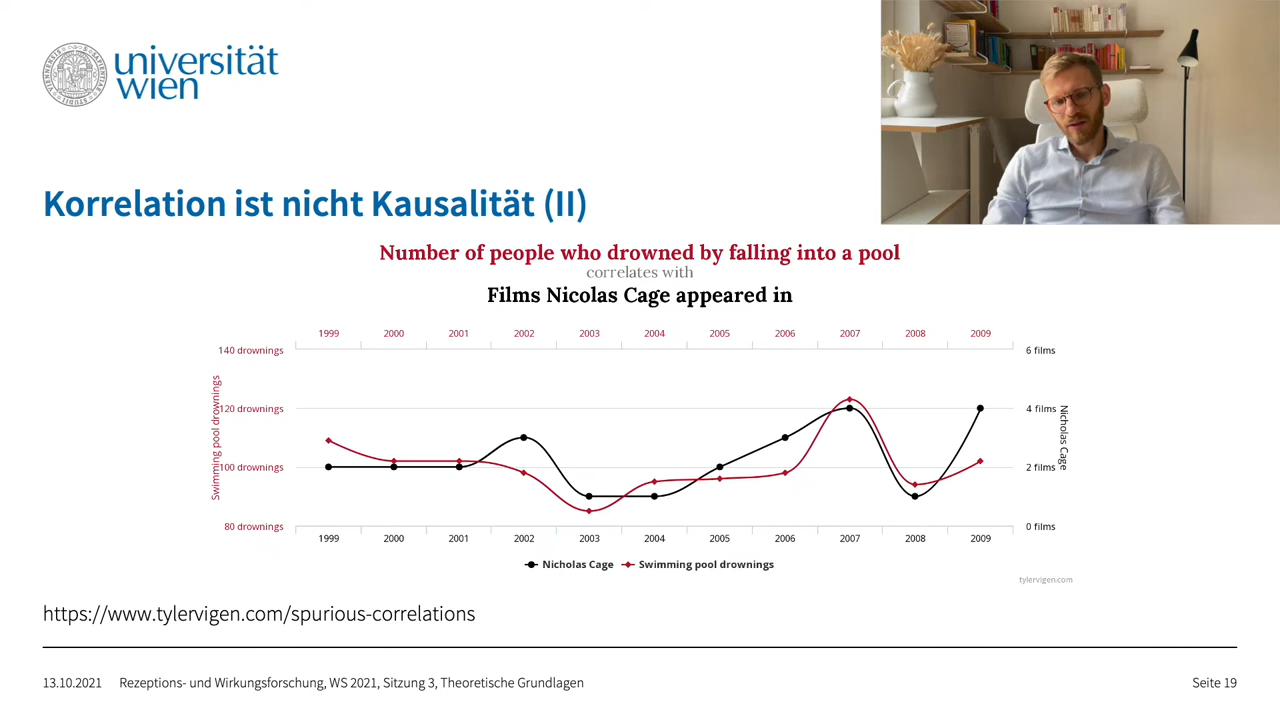 universität
wien
Korrelation ist nicht Kausalität (II)
Number of people who drowned by falling into a pool
correlates with
Films Nicolas Cage appeared in
1999 2000 2001 2002 2003 2004 2005 2006 2007 2008 2009
140 drownings 6 films
120 drownings 4 films
100 drownings 2 films
80 drownings 0 films
Swimming pool drownings
Nicholas Cage
1999 2000 2001 2002 2003 2004 2005 2006 2007 2008 2009
Nicholas Cage Swimming pool drownings
tylervigen.com
https://www.tylervigen.com/spurious-correlations
13.10.2021 Rezeptions- und Wirkungsforschung, WS 2021, Sitzung 3, Theoretische Grundlagen Seite 19